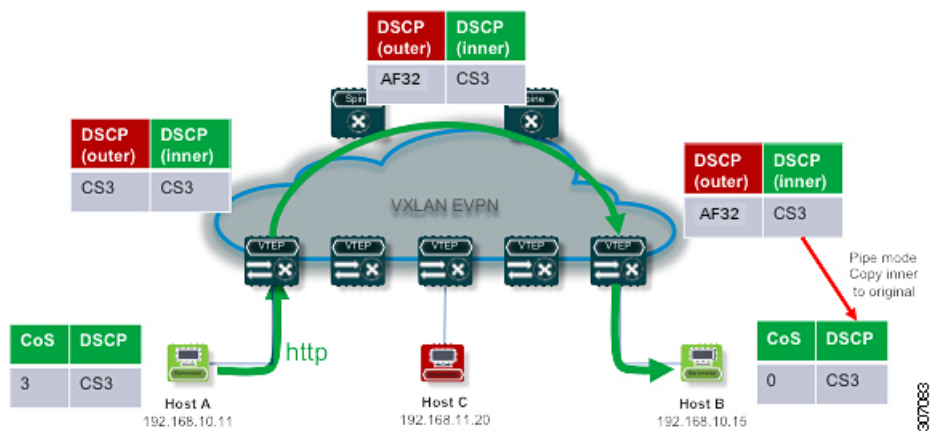 DSCP (outer) DSCP (inner)
AF32 CS3
Spine
DSCP (outer) DSCP (inner)
CS3 CS3
DSCP (outer) DSCP (inner)
AF32 CS3
VXLAN EVPN
VTEP VTEP VTEP VTEP VTEP
Pipe mode
Copy inner
to original
CoS DSCP
3 CS3
http
CoS DSCP
0 CS3
Host A
192.168.10.11
Host C
192.168.11.20
Host B
192.168.10.15
307083